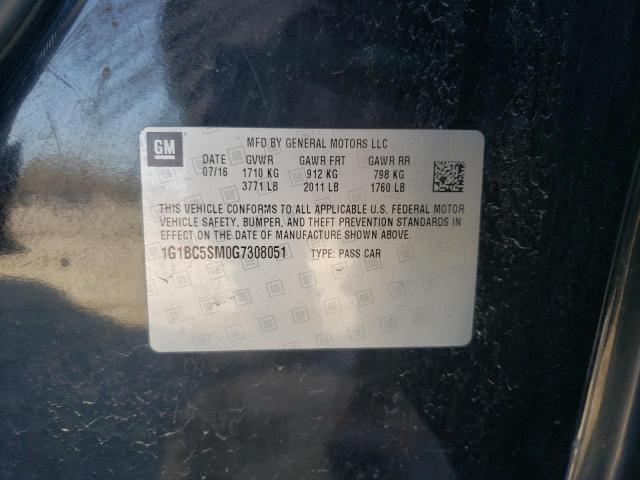 GM
MFD BY GENERAL MOTORS LLC
DATE GVWR GAWR FRT GAWR RR
07/16 1710 KG 912 KG 798 KG
3771 LB 2011 LB 1760 LB
THIS VEHICLE CONFORMS TO ALL APPLICABLE U.S. FEDERAL MOTOR
VEHICLE SAFETY, BUMPER, AND THEFT PREVENTION STANDARDS IN
EFFECT ON THE DATE OF MANUFACTURE SHOWN ABOVE.
1G1BC5SM0G7308051 TYPE: PASS CAR